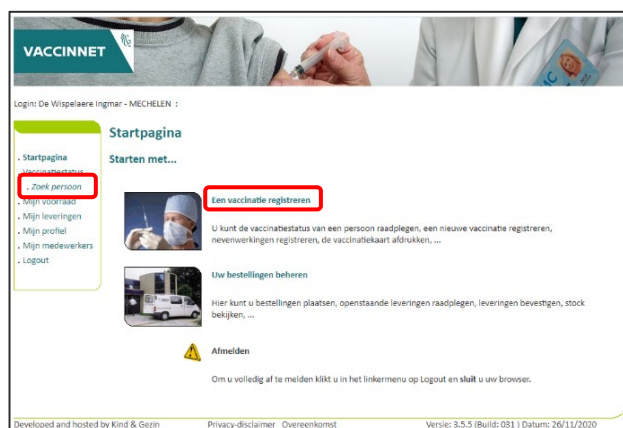 VACCINNET
Login: De Wispelaere Ingmar - MECHELEN :
Startpagina
. Startpagina
Vaccinatiestatus
. Zoek persoon
. Mijn voorraad
. Mijn leveringen
. Mijn profiel
. Mijn medewerkers
. Logout
Starten met...
Een vaccinatie registreren
U kunt de vaccinatiestatus van een persoon raadplegen, een nieuwe vaccinatie registreren,
nevenwerkingen registreren, de vaccinatiekaart afdrukken, ...
Uw bestellingen beheren
Hier kunt u bestellingen plaatsen, openstaande leveringen raadplegen, leveringen bevestigen, stock
bekijken, ...
Afmelden
Om u volledig af te melden klikt u in het linkermenu op Logout en sluit u uw browser.
Developed and hosted by Kind & Gezin Privacy-disclaimer Overeenkomst Versie: 3.5.5 (Build: 031 ) Datum: 26/11/2020